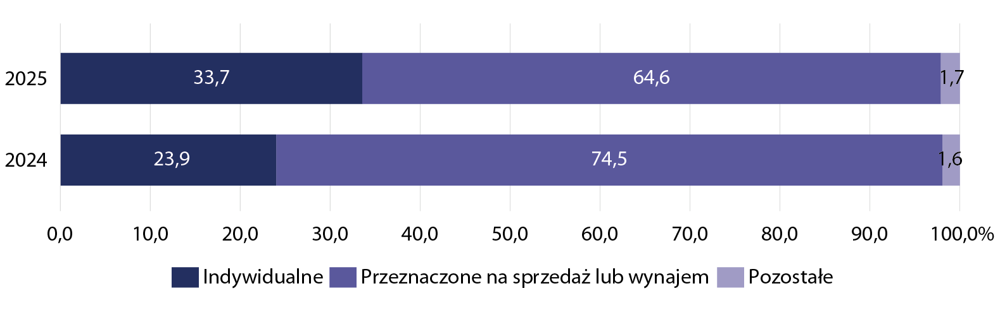 2025 33,7 64,6 1,7
2024 23,9 74,5 1,6
0,0 10,0 20,0 30,0 40,0 50,0 60,0 70,0 80,0 90,0 100,0%
Indywidualne Przeznaczone na sprzedaż lub wynajem Pozostałe